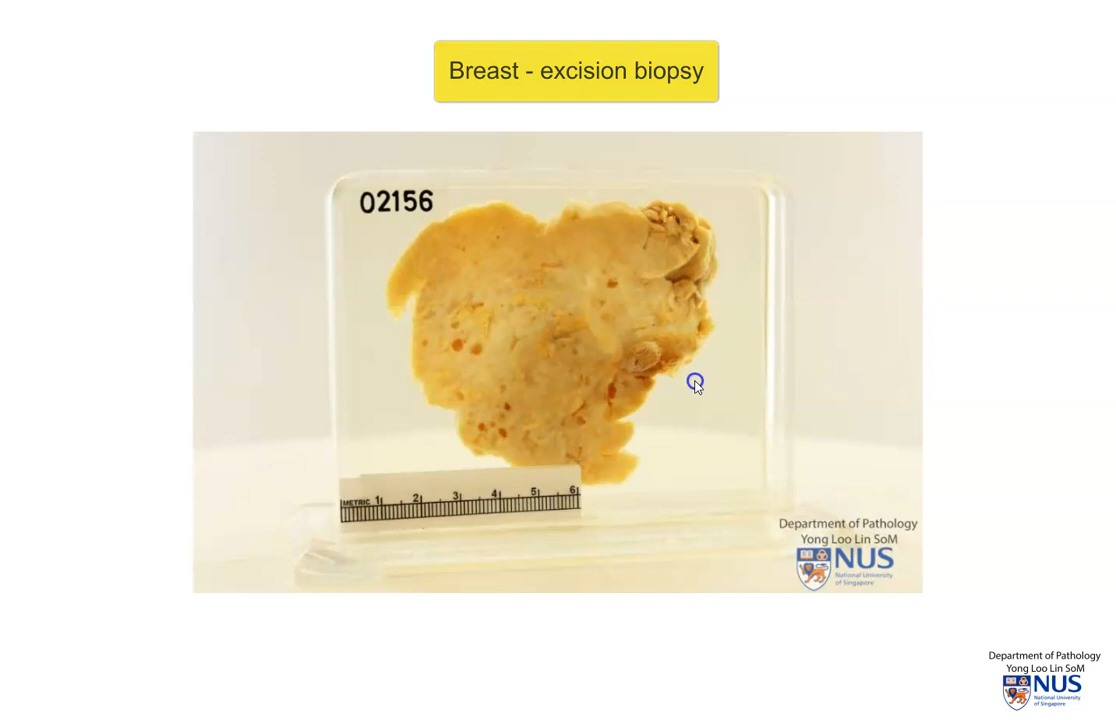 Breast - excision biopsy
02156
METRIC 1 2 3 4 5 6
Department of Pathology
Yong Loo Lin SoM
NUS
National University
of Singapore
Department of Pathology
Yong Loo Lin SoM
NUS
National University
of Singapore